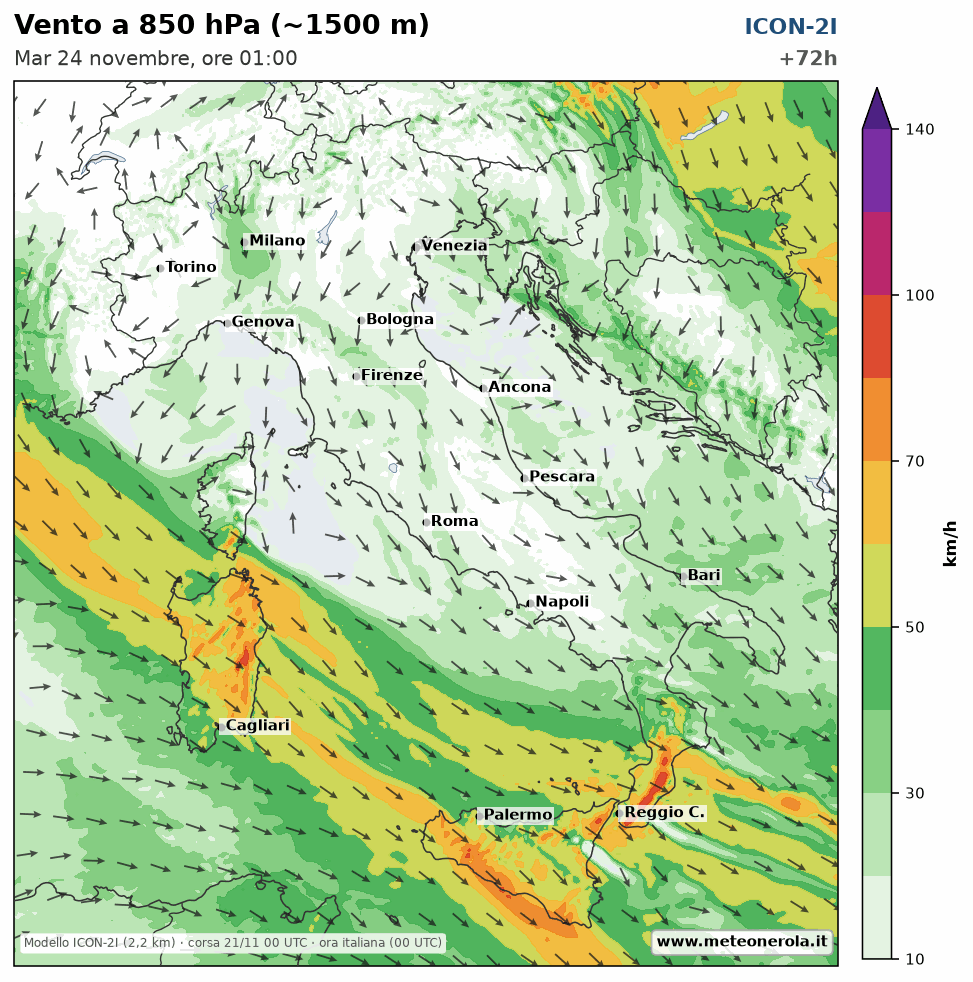 Vento a 850 hPa (~1500 m)
ICON-2I
Mar 24 novembre, ore 01:00
+72h
140
100
70
50
30
10
km/h
Milano
Venezia
Torino
Genova
Bologna
Firenze
Ancona
Pescara
Roma
Bari
Napoli
Cagliari
Palermo
Reggio C.
Modello ICON-2I (2,2 km) · corsa 21/11 00 UTC · ora italiana (00 UTC)
www.meteonerola.it